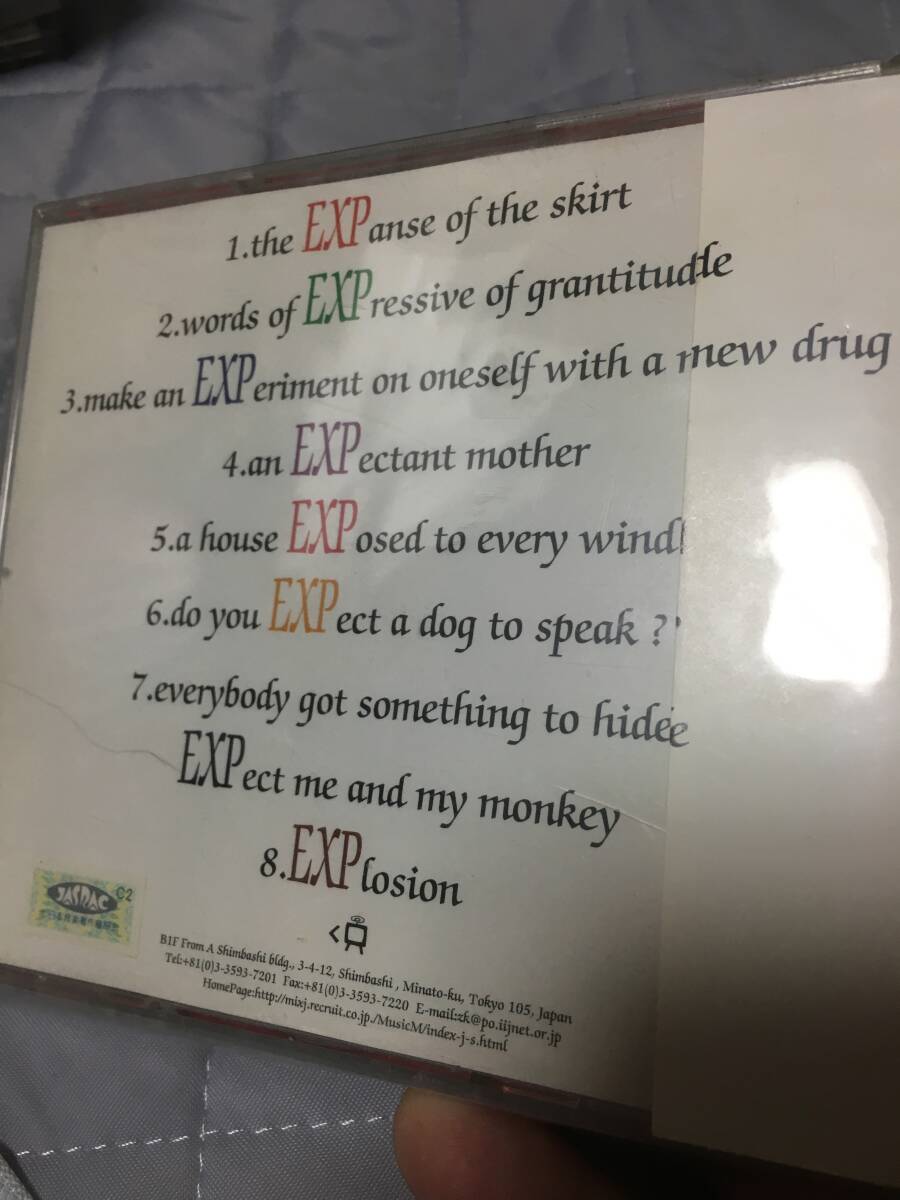 1.the EXPanse of the skirt
2.words of EXPressive of grantitudle
3.make an EXPeriment on oneself with a new drug
4.an EXPectant mother
5.a house EXPosed to every wind
6.do you EXPect a dog to speak ?
7.everybody got something to hide
EXPect me and my monkey
8.EXPlosion
JASRAC C2
B1F From A Shimbashi bldg., 3-4-12, Shimbashi , Minato-ku, Tokyo 105, Japan
Tel:+81(0)3-3593-7201 Fax:+81(0)3-3593-7220 E-mail:zk@po.iijnet.or.jp
HomePage:http://mixj.recruit.co.jp./MusicM/index-j-s.html